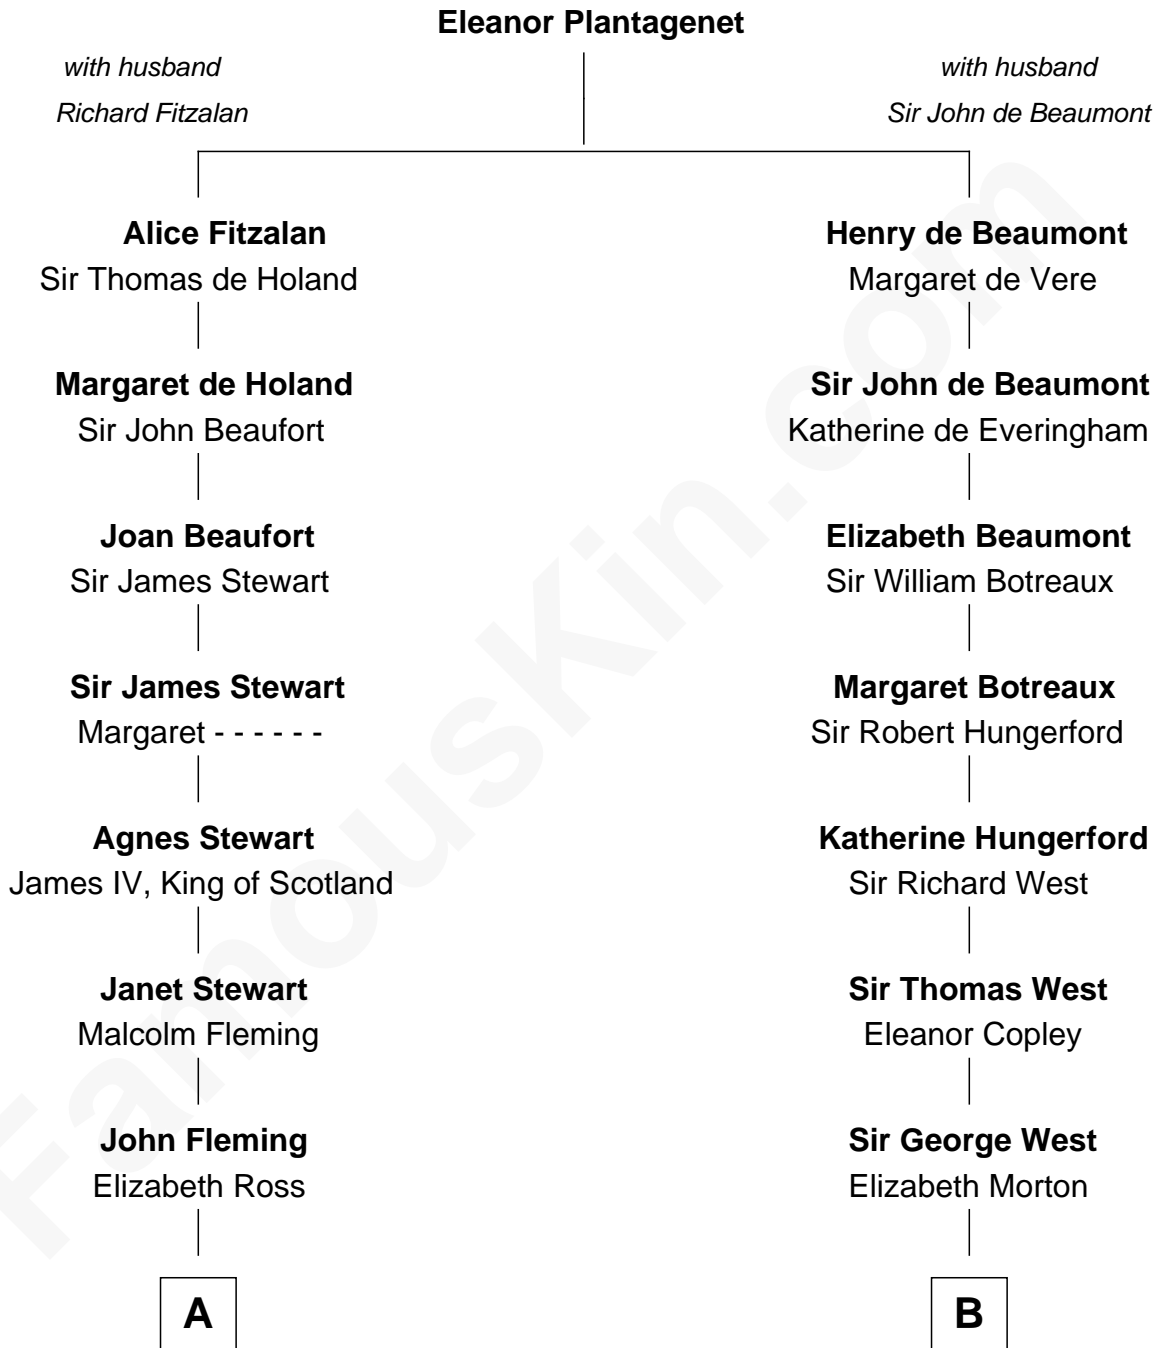 Eleanor Plantagenet
with husband
Richard Fitzalan
with husband
Sir John de Beaumont
Alice Fitzalan
Sir Thomas de Holand
Henry de Beaumont
Margaret de Vere
Margaret de Holand
Sir John Beaufort
Sir John de Beaumont
Katherine de Everingham
Joan Beaufort
Sir James Stewart
Elizabeth Beaumont
Sir William Botreaux
Sir James Stewart
Margaret - - - - - -
Margaret Botreaux
Sir Robert Hungerford
Agnes Stewart
James IV, King of Scotland
Katherine Hungerford
Sir Richard West
Janet Stewart
Malcolm Fleming
Sir Thomas West
Eleanor Copley
John Fleming
Elizabeth Ross
Sir George West
Elizabeth Morton
A
B
FamousKin.com